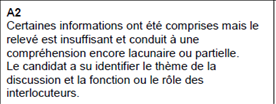 A2
Certaines informations ont été comprises mais le
relevé est insuffisant et conduit à une
compréhension encore lacunaire ou partielle.
Le candidat a su identifier le thème de la
discussion et la fonction ou le rôle des
interlocuteurs.